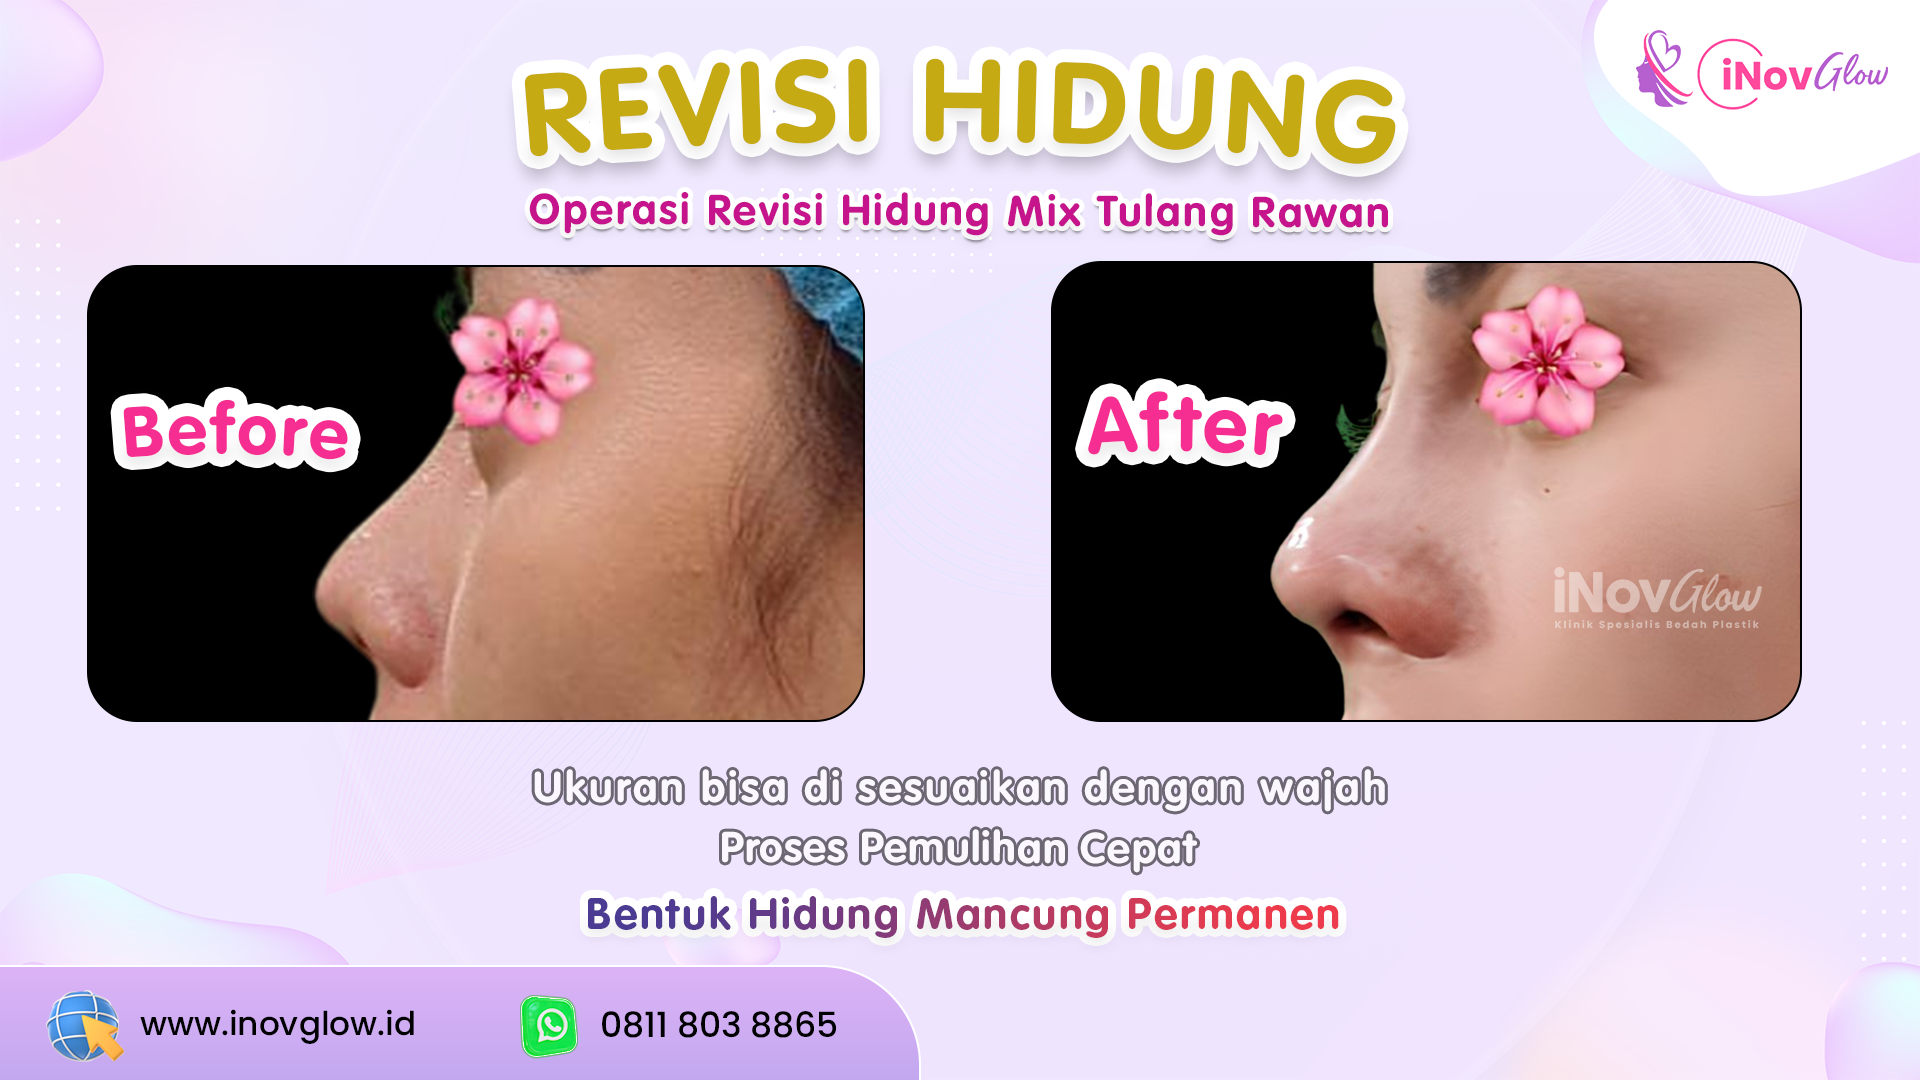 iNovGlow
REVISI HIDUNG
Operasi Revisi Hidung Mix Tulang Rawan
Before
After
iNovGlow
Klinik Spesialis Bedah Plastik
Ukuran bisa di sesuaikan dengan wajah
Proses Pemulihan Cepat
Bentuk Hidung Mancung Permanen
www.inovglow.id
0811 803 8865